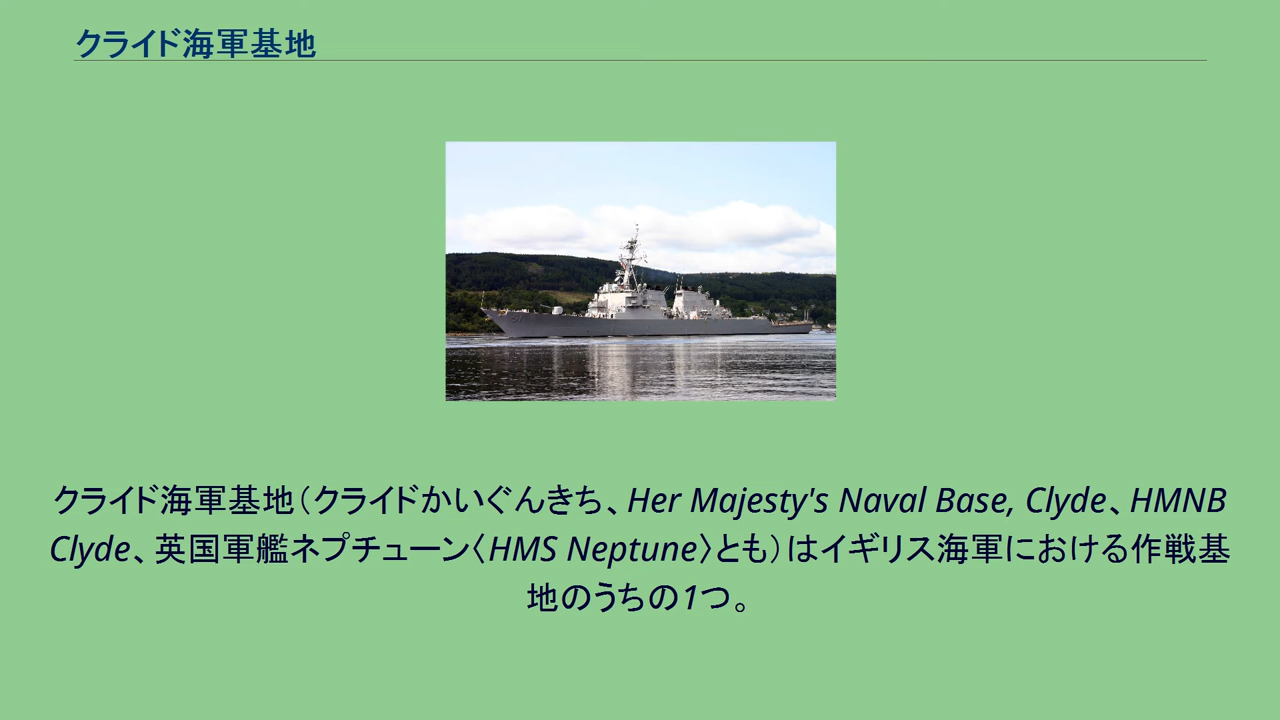 クライド海軍基地
クライド海軍基地（クライドかいぐんきち、Her Majesty's Naval Base, Clyde、HMNB
Clyde、英国軍艦ネプチューン〈HMS Neptune〉とも）はイギリス海軍における作戦基
地のうちの1つ。